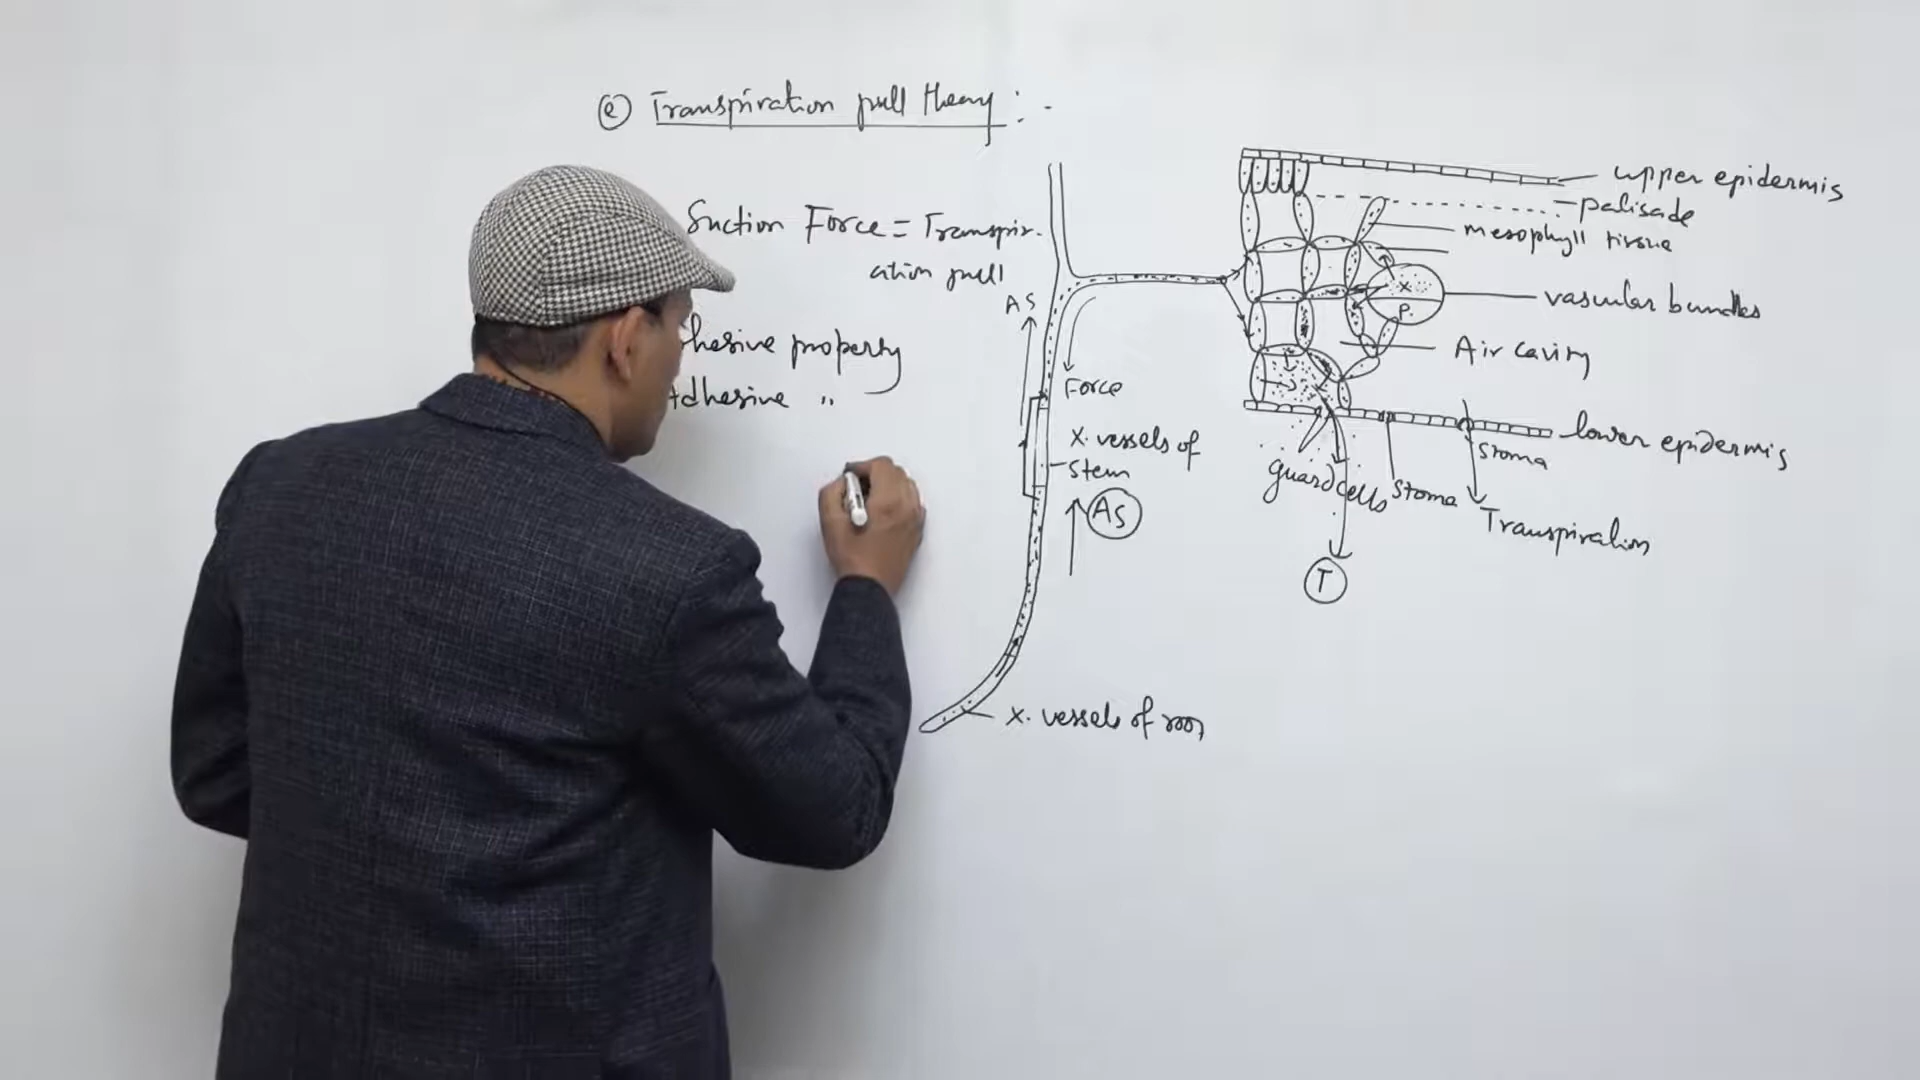 (e) Transpiration pull theory:-
Suction Force = Transpir-
ation pull
hesive property
Adhesive "
AS
Force
X. vessels of
stem
AS
X. vessels of root
upper epidermis
palisade
mesophyll tissue
X
P.
vascular bundles
Air cavity
lower epidermis
Stoma
guard cells
Stoma
Transpiration
T